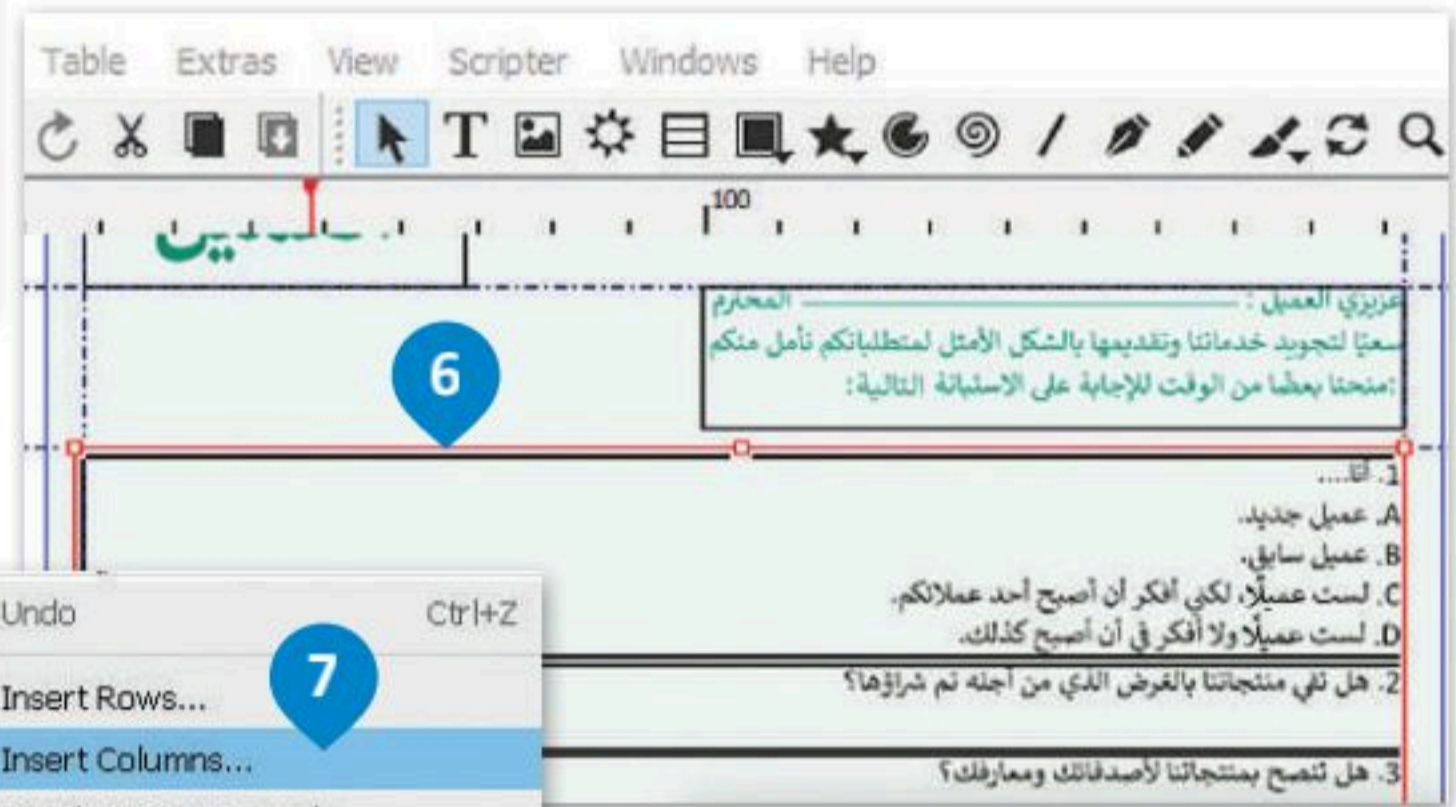 Table Extras View Scripter Windows Help
100
عزيزي العميل : ــــــــــــــــ المحترم
سعيًا لتجويد خدماتنا وتقديمها بالشكل الأمثل لمتطلباتكم نأمل منكم
:منحنا بعضًا من الوقت للإجابة على الاستبانة التالية:
6
1. أنا....
A. عميل جديد.
B. عميل سابق.
C. لست عميلًا، لكني أفكر أن أصبح أحد عملائكم.
D. لست عميلًا ولا أفكر في أن أصبح كذلك.
2. هل تفي منتجاتنا بالغرض الذي من أجله تم شراؤها؟
3. هل تنصح بمنتجاتنا لأصدقائك ومعارفك؟
Undo Ctrl+Z
7
Insert Rows...
Insert Columns...